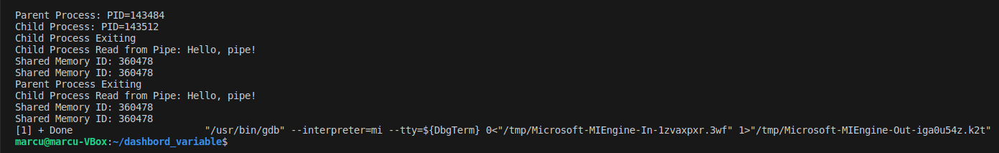 Parent Process: PID=143484
Child Process: PID=143512
Child Process Exiting
Child Process Read from Pipe: Hello, pipe!
Shared Memory ID: 360478
Shared Memory ID: 360478
Parent Process Exiting
Child Process Read from Pipe: Hello, pipe!
Shared Memory ID: 360478
Shared Memory ID: 360478
[1] + Done                       "/usr/bin/gdb" --interpreter=mi --tty=${DbgTerm} 0<"/tmp/Microsoft-MIEngine-In-1zvaxpxr.3wf" 1>"/tmp/Microsoft-MIEngine-Out-iga0u54z.k2t"
marcu@marcu-VBox:~/dashbord_variable$